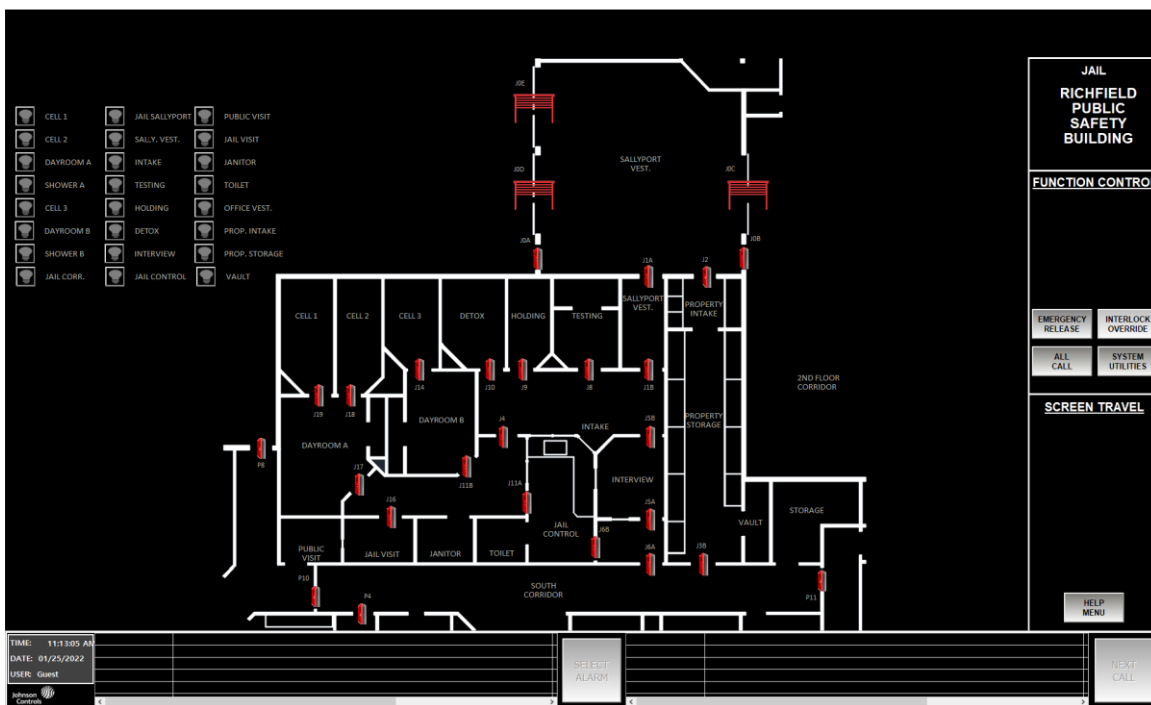 JAIL
RICHFIELD
PUBLIC
SAFETY
BUILDING
FUNCTION CONTROL
EMERGENCY
RELEASE
INTERLOCK
OVERRIDE
ALL
CALL
SYSTEM
UTILITIES
SCREEN TRAVEL
HELP
MENU
CELL 1
JAIL SALLYPORT
PUBLIC VISIT
CELL 2
SALLY. VEST.
JAIL VISIT
DAYROOM A
INTAKE
JANITOR
SHOWER A
TESTING
TOILET
CELL 3
HOLDING
OFFICE VEST.
DAYROOM B
DETOX
PROP. INTAKE
SHOWER B
INTERVIEW
PROP. STORAGE
JAIL CORR.
JAIL CONTROL
VAULT
J0E
SALLYPORT
VEST.
J0D
J0C
J0A
J0B
J1A
J2
SALLYPORT
VEST.
PROPERTY
INTAKE
CELL 1
CELL 2
CELL 3
DETOX
HOLDING
TESTING
J14
J10
J9
J8
J1B
2ND FLOOR
CORRIDOR
J19
J18
DAYROOM B
J4
INTAKE
J5B
PROPERTY
STORAGE
DAYROOM A
P8
J17
J11B
J11A
INTERVIEW
J16
J5A
JAIL
CONTROL
J6B
VAULT
STORAGE
PUBLIC
VISIT
JAIL VISIT
JANITOR
TOILET
J6A
J3B
P10
P4
SOUTH
CORRIDOR
P11
TIME: 11:13:05 AM
DATE: 01/25/2022
USER: Guest
Johnson
Controls
SELECT
ALARM
NEXT
CALL